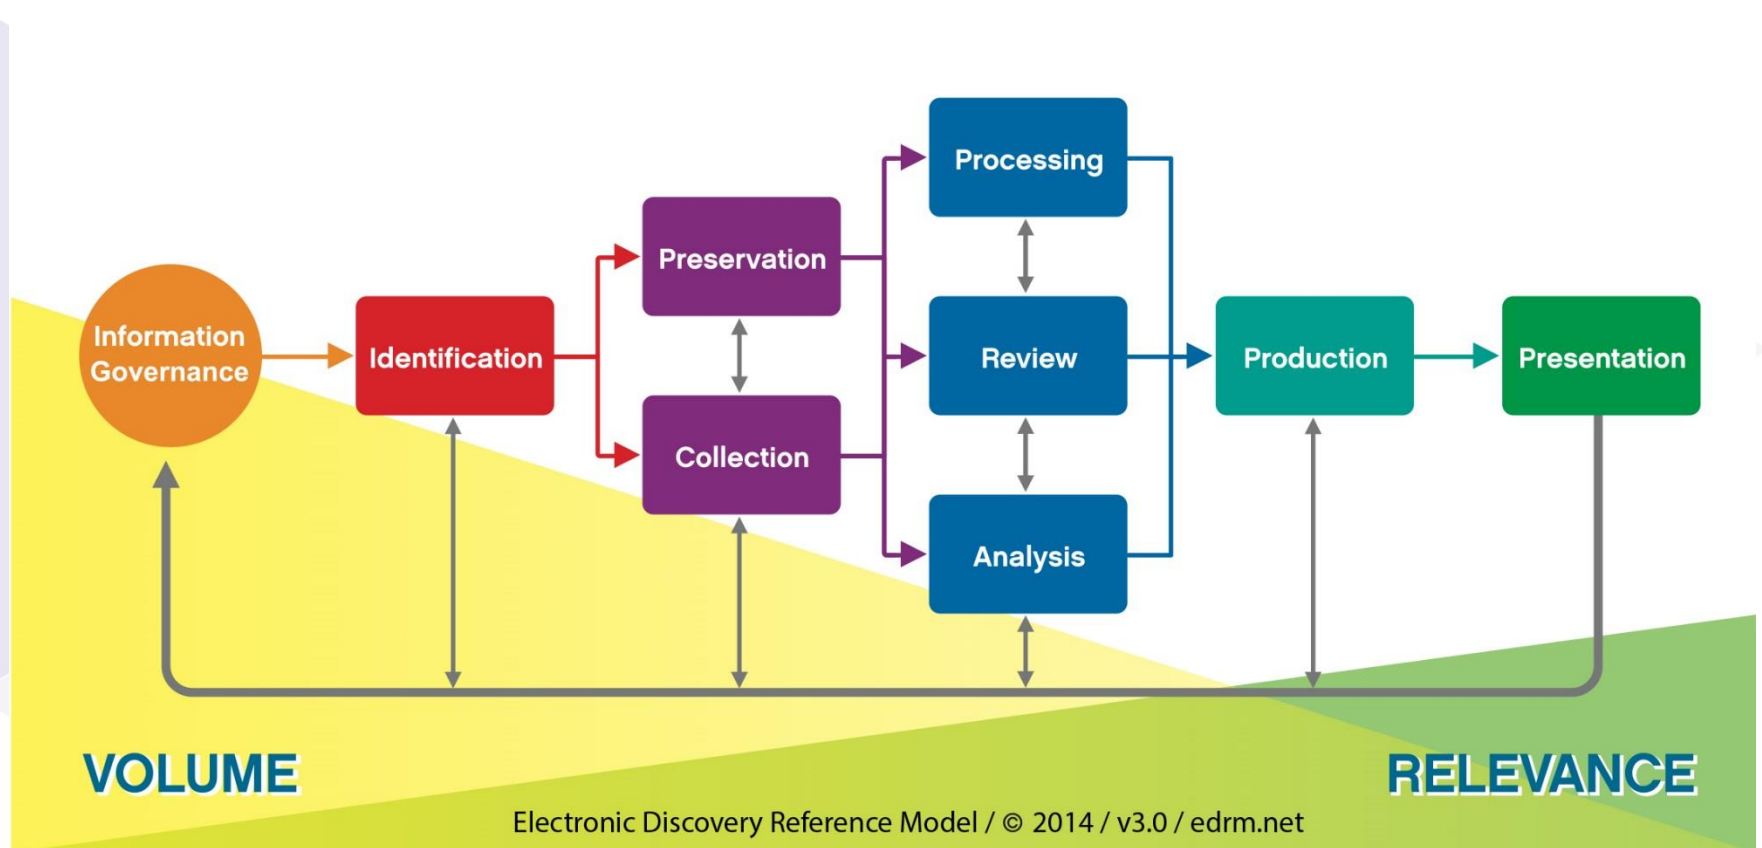 Information
Governance
Identification
Preservation
Collection
Processing
Review
Analysis
Production
Presentation
VOLUME
RELEVANCE
Electronic Discovery Reference Model / © 2014 / v3.0 / edrm.net